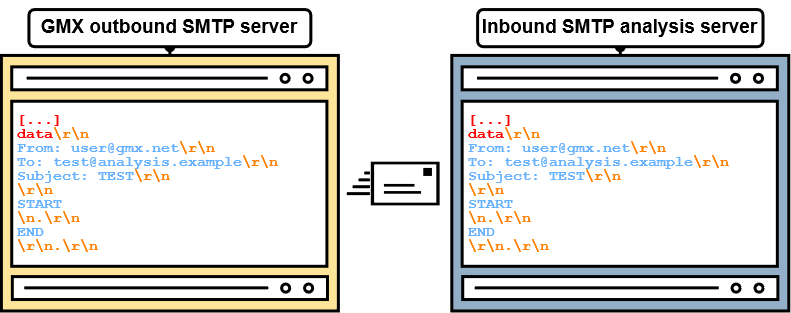 GMX outbound SMTP server
[...]
data\r\n
From: user@gmx.net\r\n
To: test@analysis.example\r\n
Subject: TEST\r\n
\r\n
START
\n.\r\n
END
\r\n.\r\n
Inbound SMTP analysis server
[...]
data\r\n
From: user@gmx.net\r\n
To: test@analysis.example\r\n
Subject: TEST\r\n
\r\n
START
\n.\r\n
END
\r\n.\r\n